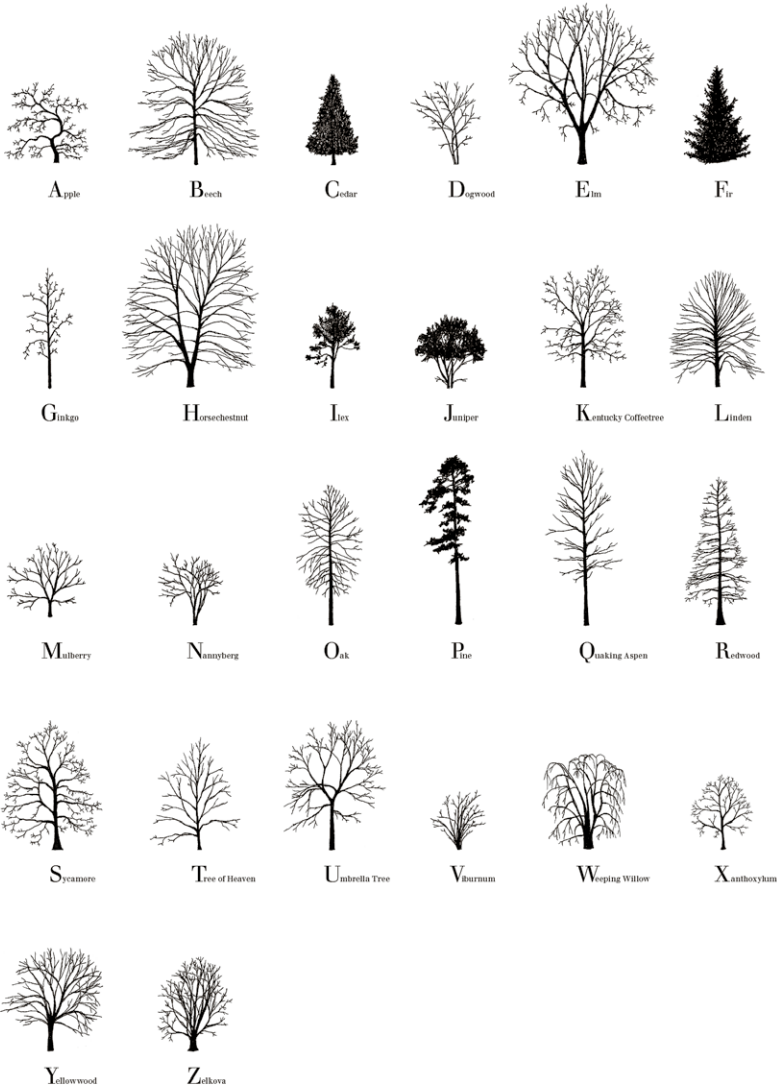 Apple Beech Cedar Dogwood Elm Fir
Ginkgo Horsechestnut Ilex Juniper Kentucky Coffeetree Linden
Mulberry Nannyberg Oak Pine Quaking Aspen Redwood
Sycamore Tree of Heaven Umbrella Tree Viburnum Weeping Willow Xanthoxylum
Yellowwood Zelkova